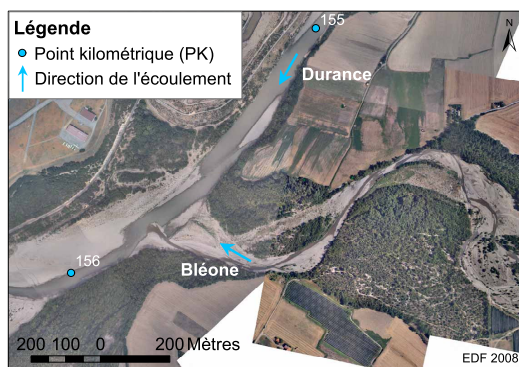 Légende
Point kilométrique (PK)
Direction de l'écoulement
155
N
Durance
156
Bléone
200 100 0 200 Mètres
EDF 2008